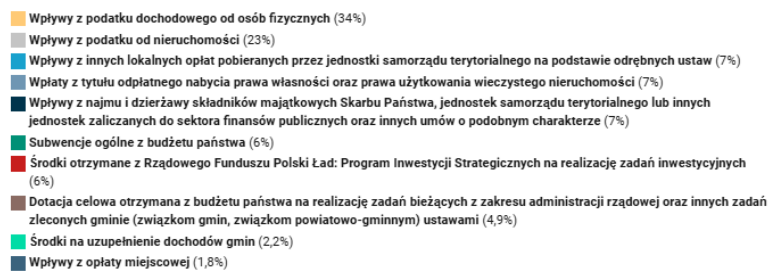 Wpływy z podatku dochodowego od osób fizycznych (34%)
Wpływy z podatku od nieruchomości (23%)
Wpływy z innych lokalnych opłat pobieranych przez jednostki samorządu terytorialnego na podstawie odrębnych ustaw (7%)
Wpłaty z tytułu odpłatnego nabycia prawa własności oraz prawa użytkowania wieczystego nieruchomości (7%)
Wpływy z najmu i dzierżawy składników majątkowych Skarbu Państwa, jednostek samorządu terytorialnego lub innych
jednostek zaliczanych do sektora finansów publicznych oraz innych umów o podobnym charakterze (7%)
Subwencje ogólne z budżetu państwa (6%)
Środki otrzymane z Rządowego Funduszu Polski Ład: Program Inwestycji Strategicznych na realizację zadań inwestycyjnych
(6%)
Dotacja celowa otrzymana z budżetu państwa na realizację zadań bieżących z zakresu administracji rządowej oraz innych zadań
zleconych gminie (związkom gmin, związkom powiatowo-gminnym) ustawami (4,9%)
Środki na uzupełnienie dochodów gmin (2,2%)
Wpływy z opłaty miejscowej (1,8%)